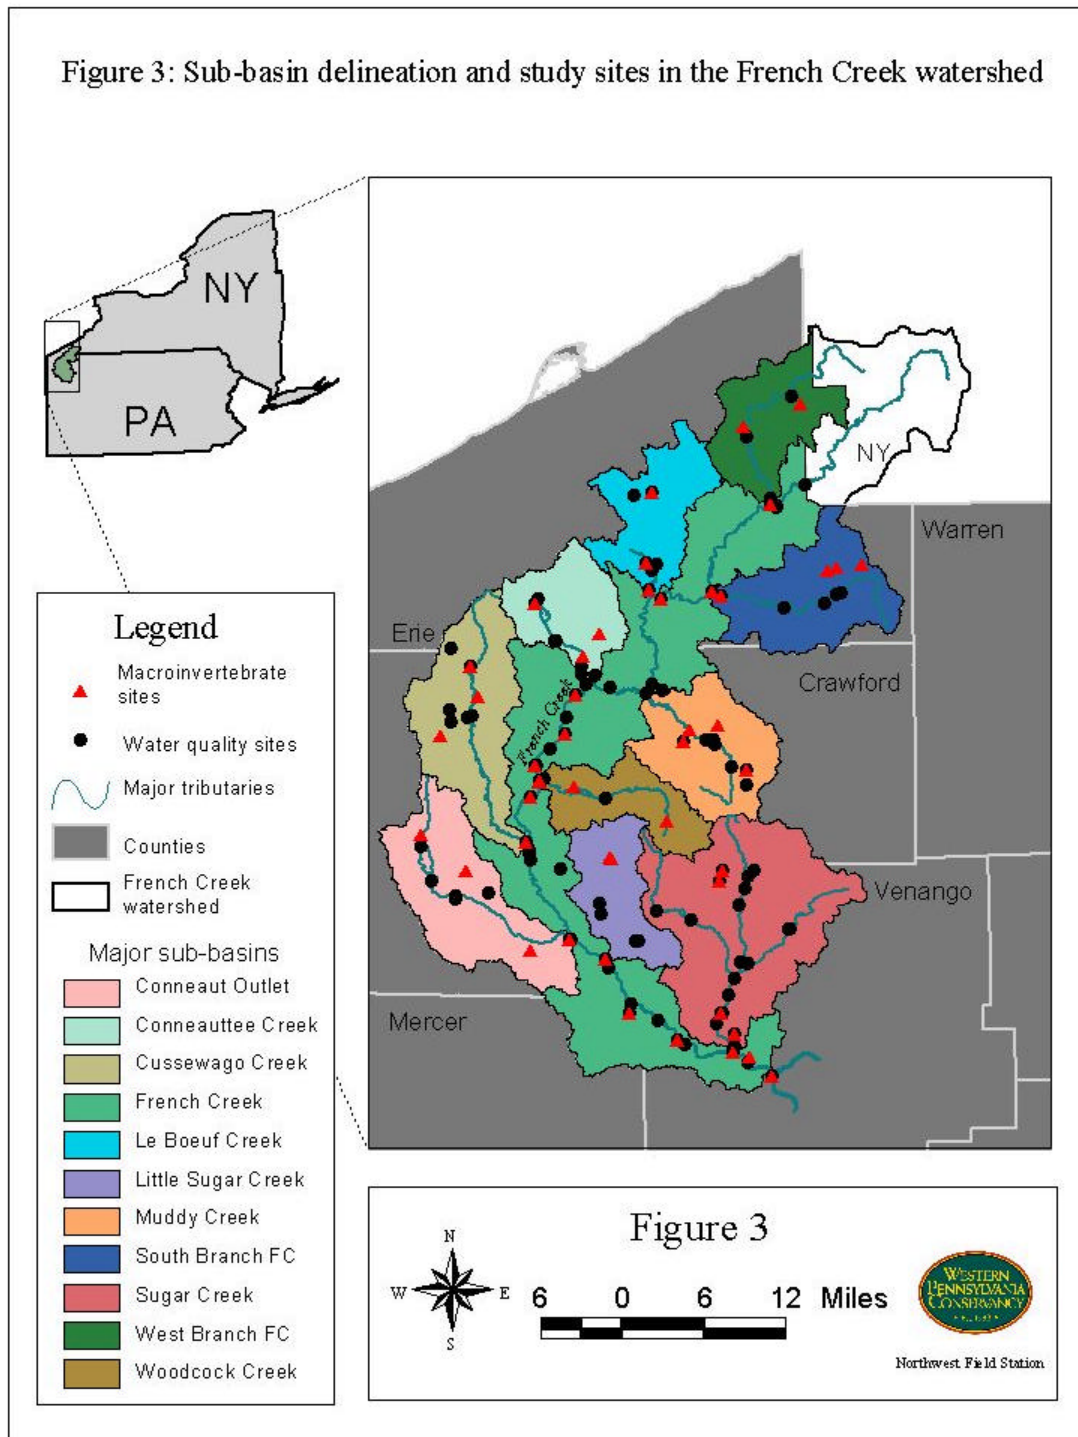 Figure 3: Sub-basin delineation and study sites in the French Creek watershed
NY
PA
NY
Warren
Erie
Crawford
French Creek
Venango
Mercer
Legend
Macroinvertebrate
sites
Water quality sites
Major tributaries
Counties
French Creek
watershed
Major sub-basins
Conneaut Outlet
Conneauttee Creek
Cussewago Creek
French Creek
Le Boeuf Creek
Little Sugar Creek
Muddy Creek
South Branch FC
Sugar Creek
West Branch FC
Woodcock Creek
Figure 3
N
W E
S
6 0 6 12 Miles
WESTERN
PENNSYLVANIA
CONSERVANCY
Northwest Field Station